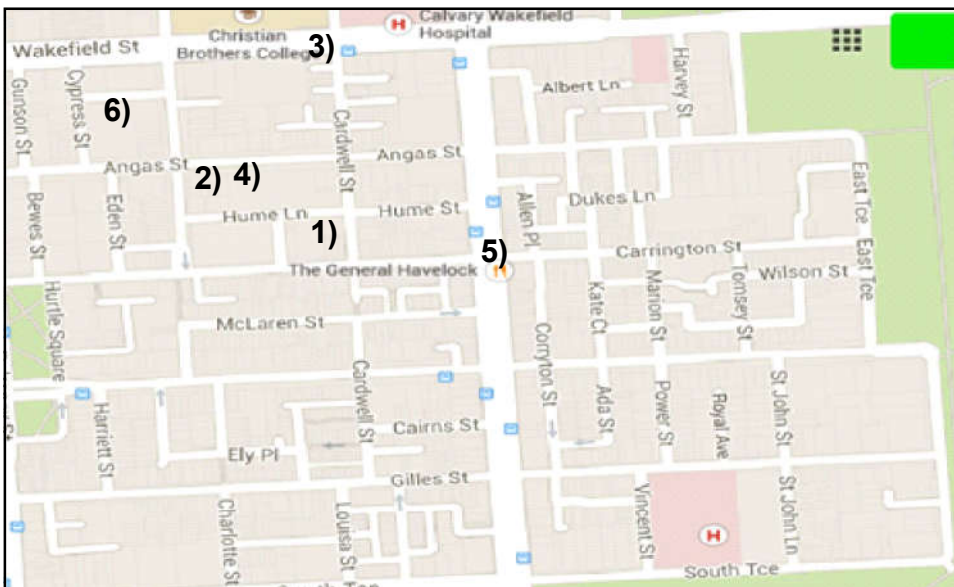 Calvary Wakefield
Hospital
H
Christian
Brothers College
3)
Wakefield St
Gunson St
Cypress St
6)
Cardwell St
Albert Ln
Harvey St
Angas St
Angas St
2)
4)
Bewes St
Eden St
Hume Ln
1)
Hume St
Allen Pl
Dukes Ln
East Tce
East Tce
5)
The General Havelock
Carrington St
Wilson St
Hurtle Square
McLaren St
Kate Ct
Marion St
Tomsey St
Cardwell St
Corryton St
Harriett St
Ada St
Power St
Royal Ave
St John St
Cairns St
Ely Pl
Gilles St
Charlotte St
Louisa St
Vincent St
H
St John Ln
South Tce